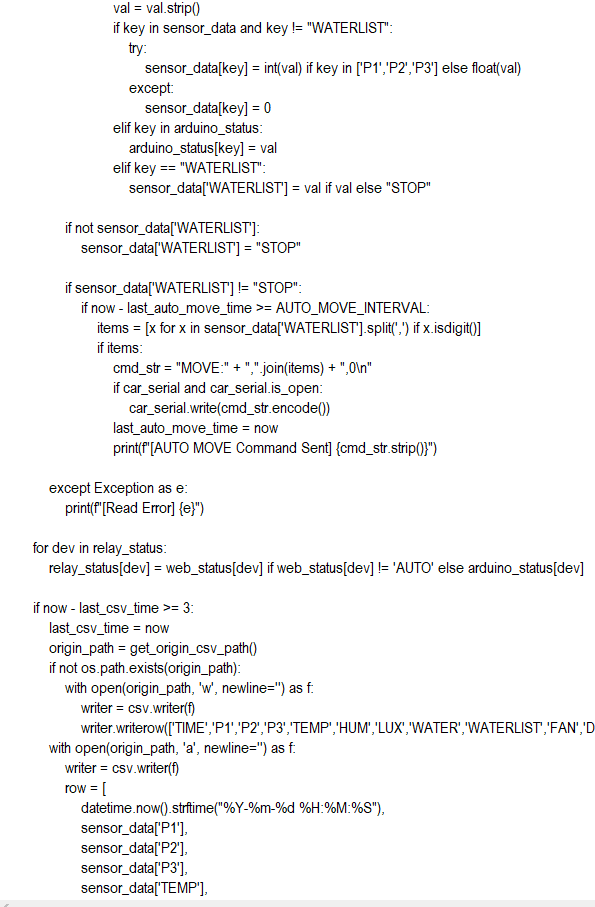 val = val.strip()
if key in sensor_data and key != "WATERLIST":
try:
sensor_data[key] = int(val) if key in ['P1','P2','P3'] else float(val)
except:
sensor_data[key] = 0
elif key in arduino_status:
arduino_status[key] = val
elif key == "WATERLIST":
sensor_data['WATERLIST'] = val if val else "STOP"
if not sensor_data['WATERLIST']:
sensor_data['WATERLIST'] = "STOP"
if sensor_data['WATERLIST'] != "STOP":
if now - last_auto_move_time >= AUTO_MOVE_INTERVAL:
items = [x for x in sensor_data['WATERLIST'].split(',') if x.isdigit()]
if items:
cmd_str = "MOVE:" + ",".join(items) + ",0\n"
if car_serial and car_serial.is_open:
car_serial.write(cmd_str.encode())
last_auto_move_time = now
print(f"[AUTO MOVE Command Sent] {cmd_str.strip()}")
except Exception as e:
print(f"[Read Error] {e}")
for dev in relay_status:
relay_status[dev] = web_status[dev] if web_status[dev] != 'AUTO' else arduino_status[dev]
if now - last_csv_time >= 3:
last_csv_time = now
origin_path = get_origin_csv_path()
if not os.path.exists(origin_path):
with open(origin_path, 'w', newline='') as f:
writer = csv.writer(f)
writer.writerow(['TIME','P1','P2','P3','TEMP','HUM','LUX','WATER','WATERLIST','FAN','D
with open(origin_path, 'a', newline='') as f:
writer = csv.writer(f)
row = [
datetime.now().strftime("%Y-%m-%d %H:%M:%S"),
sensor_data['P1'],
sensor_data['P2'],
sensor_data['P3'],
sensor_data['TEMP'],